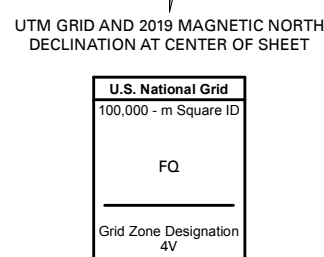 UTM GRID AND 2019 MAGNETIC NORTH
DECLINATION AT CENTER OF SHEET
U.S. National Grid
100,000 - m Square ID
FQ
Grid Zone Designation
4V